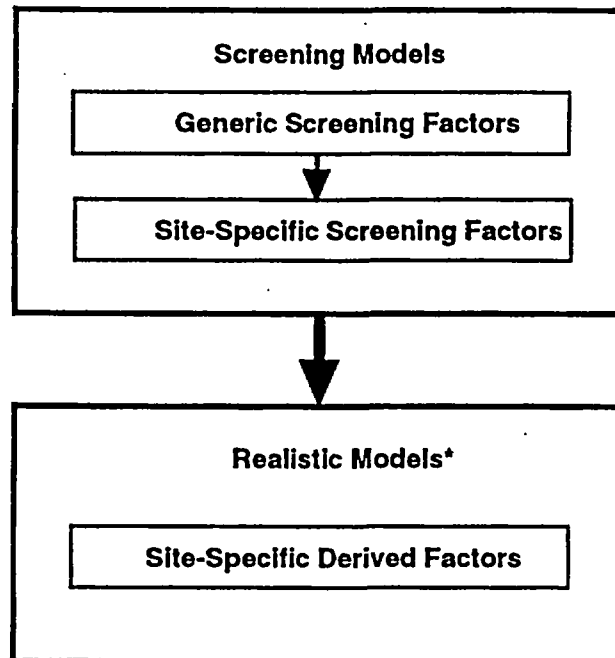 Screening Models
Generic Screening Factors
Site-Specific Screening Factors
Realistic Models*
Site-Specific Derived Factors